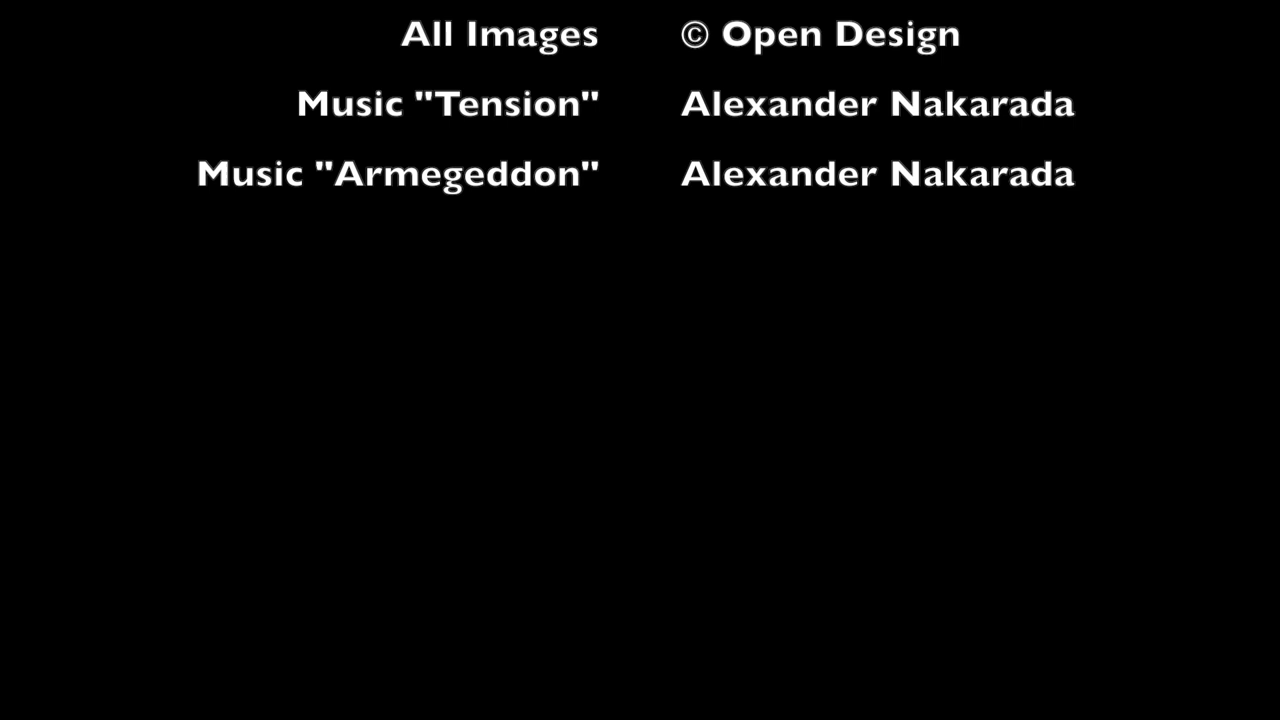 All Images © Open Design
Music "Tension" Alexander Nakarada
Music "Armegeddon" Alexander Nakarada